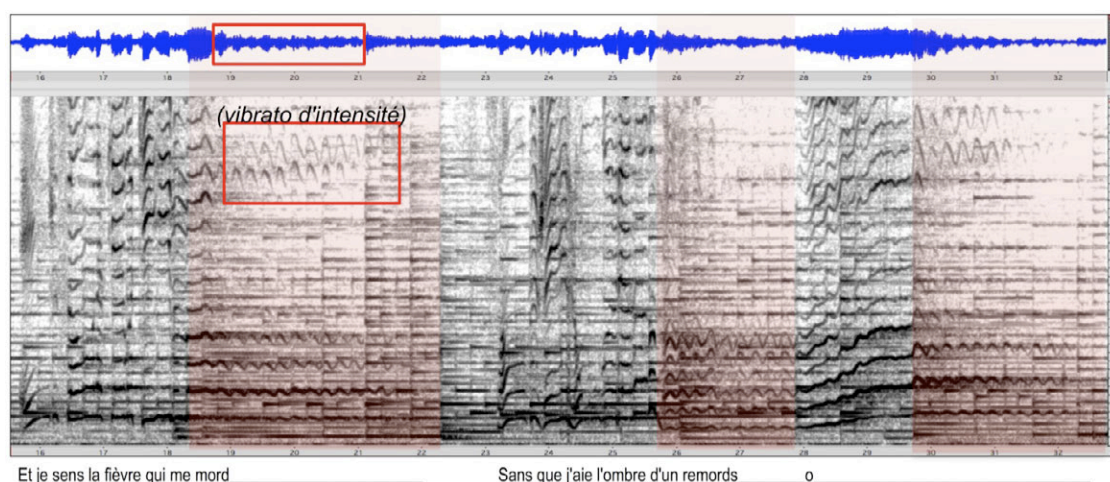 16 17 18 19 20 21 22 23 24 25 26 27 28 29 30 31 32
(vibrato d'intensité)
16 17 18 19 20 21 22 23 24 25 26 27 28 29 30 31 32
Et je sens la fièvre qui me mord Sans que j'aie l'ombre d'un remords o